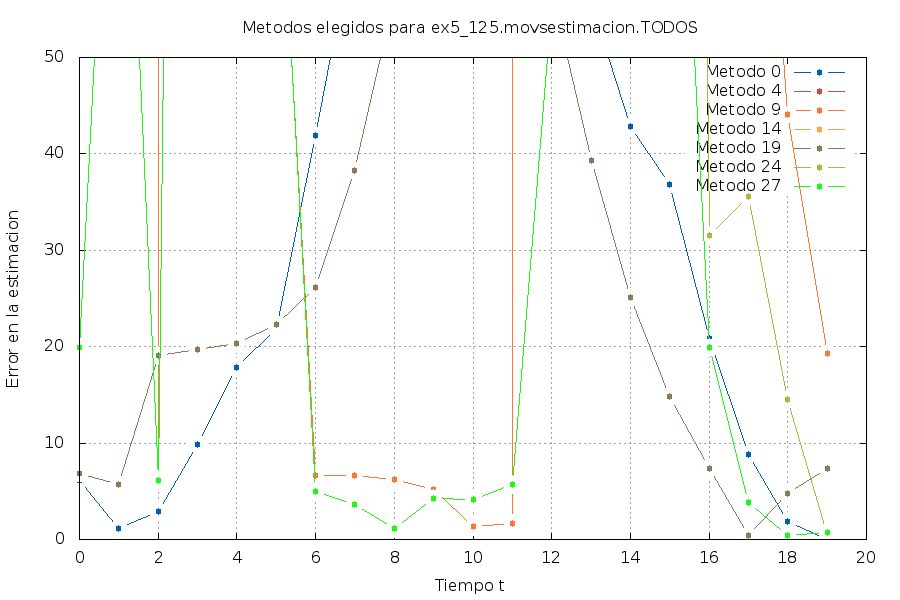 Metodos elegidos para ex5_125.movsestimacion.TODOS
Error en la estimacion
50
40
30
20
10
0
Metodo 0
Metodo 4
Metodo 9
Metodo 14
Metodo 19
Metodo 24
Metodo 27
0 2 4 6 8 10 12 14 16 18 20
Tiempo t